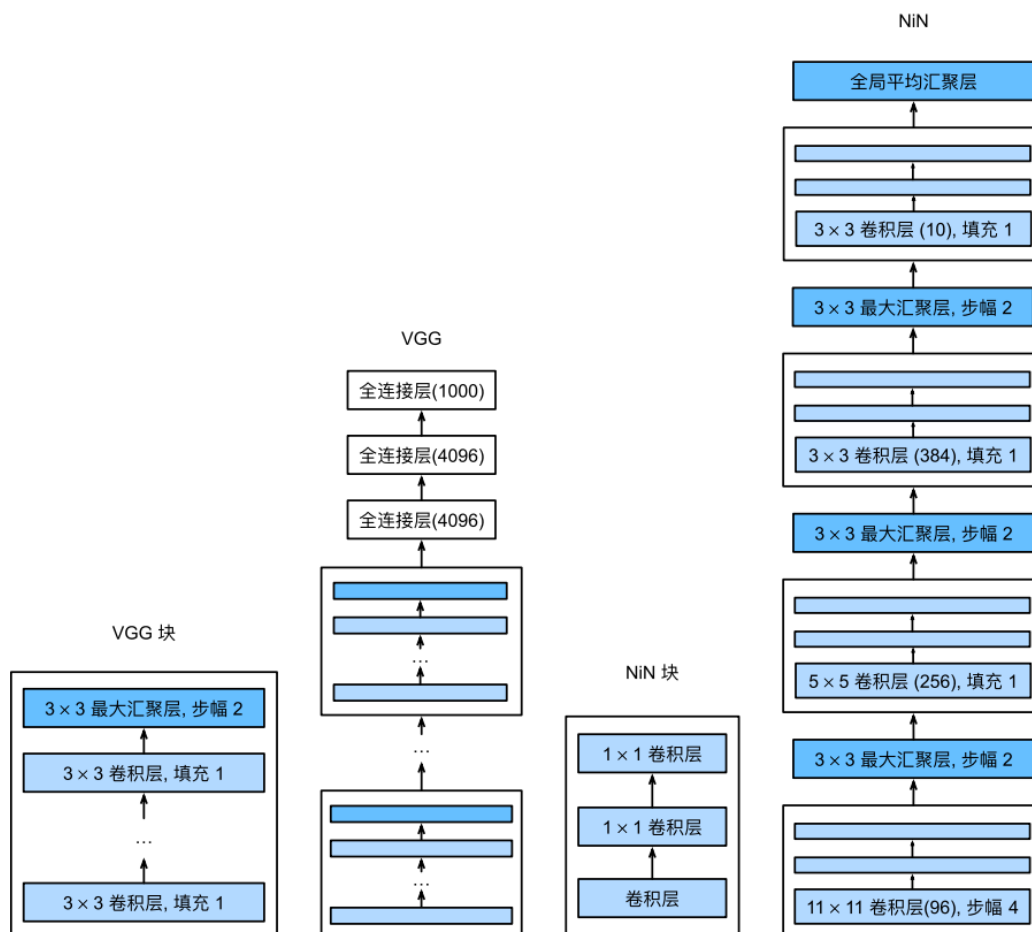 VGG 块
3 × 3 最大汇聚层, 步幅 2
3 × 3 卷积层, 填充 1
...
3 × 3 卷积层, 填充 1
VGG
全连接层(1000)
全连接层(4096)
全连接层(4096)
...
...
...
NiN 块
1 × 1 卷积层
1 × 1 卷积层
卷积层
NiN
全局平均汇聚层
3 × 3 卷积层 (10), 填充 1
3 × 3 最大汇聚层, 步幅 2
3 × 3 卷积层 (384), 填充 1
3 × 3 最大汇聚层, 步幅 2
5 × 5 卷积层 (256), 填充 1
3 × 3 最大汇聚层, 步幅 2
11 × 11 卷积层(96), 步幅 4